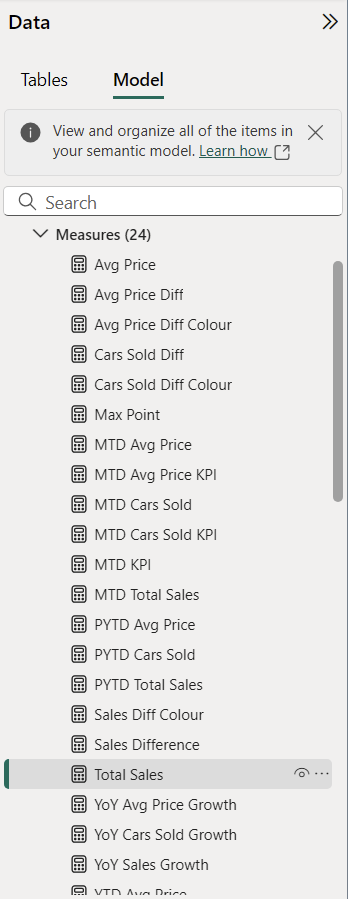 Data
Tables Model
View and organize all of the items in
your semantic model. Learn how
Search
Measures (24)
Avg Price
Avg Price Diff
Avg Price Diff Colour
Cars Sold Diff
Cars Sold Diff Colour
Max Point
MTD Avg Price
MTD Avg Price KPI
MTD Cars Sold
MTD Cars Sold KPI
MTD KPI
MTD Total Sales
PYTD Avg Price
PYTD Cars Sold
PYTD Total Sales
Sales Diff Colour
Sales Difference
Total Sales
YoY Avg Price Growth
YoY Cars Sold Growth
YoY Sales Growth
YTD Avg Price